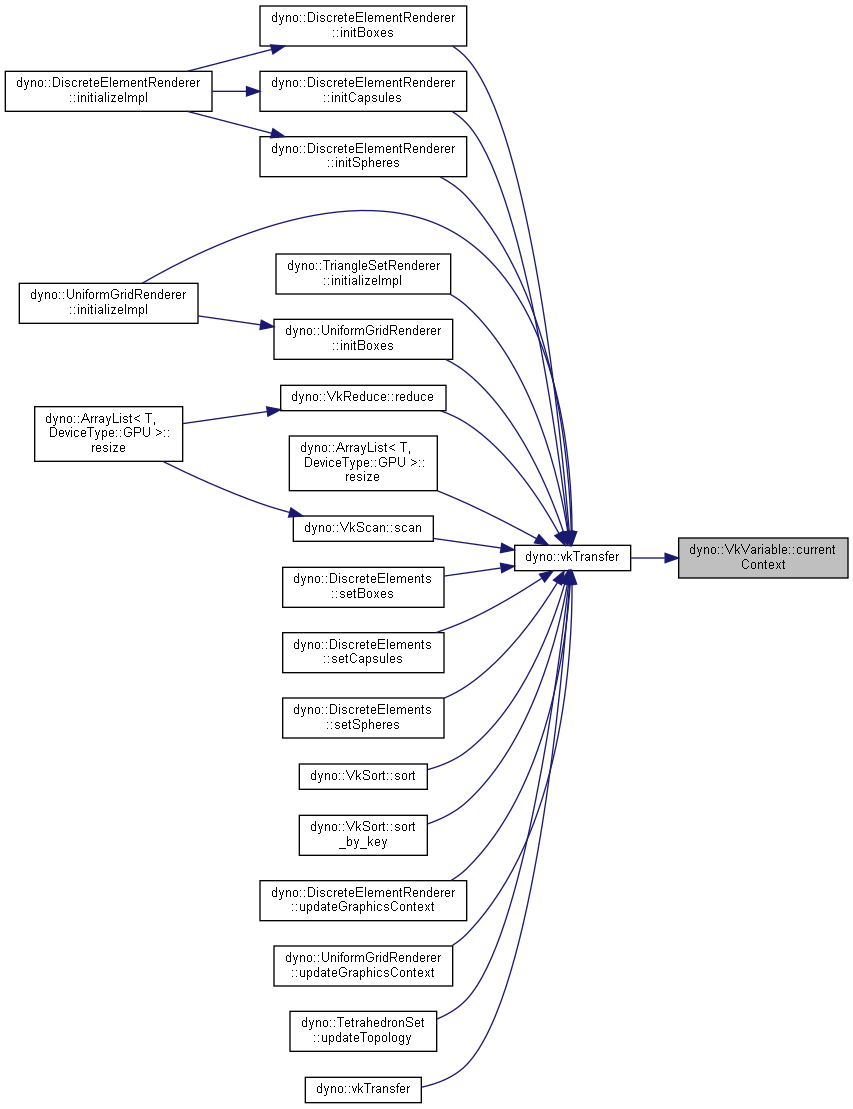 dyno::DiscreteElementRenderer
::initBoxes
dyno::DiscreteElementRenderer
::initializeImpl
dyno::DiscreteElementRenderer
::initCapsules
dyno::DiscreteElementRenderer
::initSpheres
dyno::TriangleSetRenderer
::initializeImpl
dyno::UniformGridRenderer
::initializeImpl
dyno::UniformGridRenderer
::initBoxes
dyno::VkReduce::reduce
dyno::ArrayList< T,
DeviceType::GPU >::
resize
dyno::ArrayList< T,
DeviceType::GPU >::
resize
dyno::VkScan::scan
dyno::vkTransfer
dyno::VkVariable::current
Context
dyno::DiscreteElements
::setBoxes
dyno::DiscreteElements
::setCapsules
dyno::DiscreteElements
::setSpheres
dyno::VkSort::sort
dyno::VkSort::sort
_by_key
dyno::DiscreteElementRenderer
::updateGraphicsContext
dyno::UniformGridRenderer
::updateGraphicsContext
dyno::TetrahedronSet
::updateTopology
dyno::vkTransfer